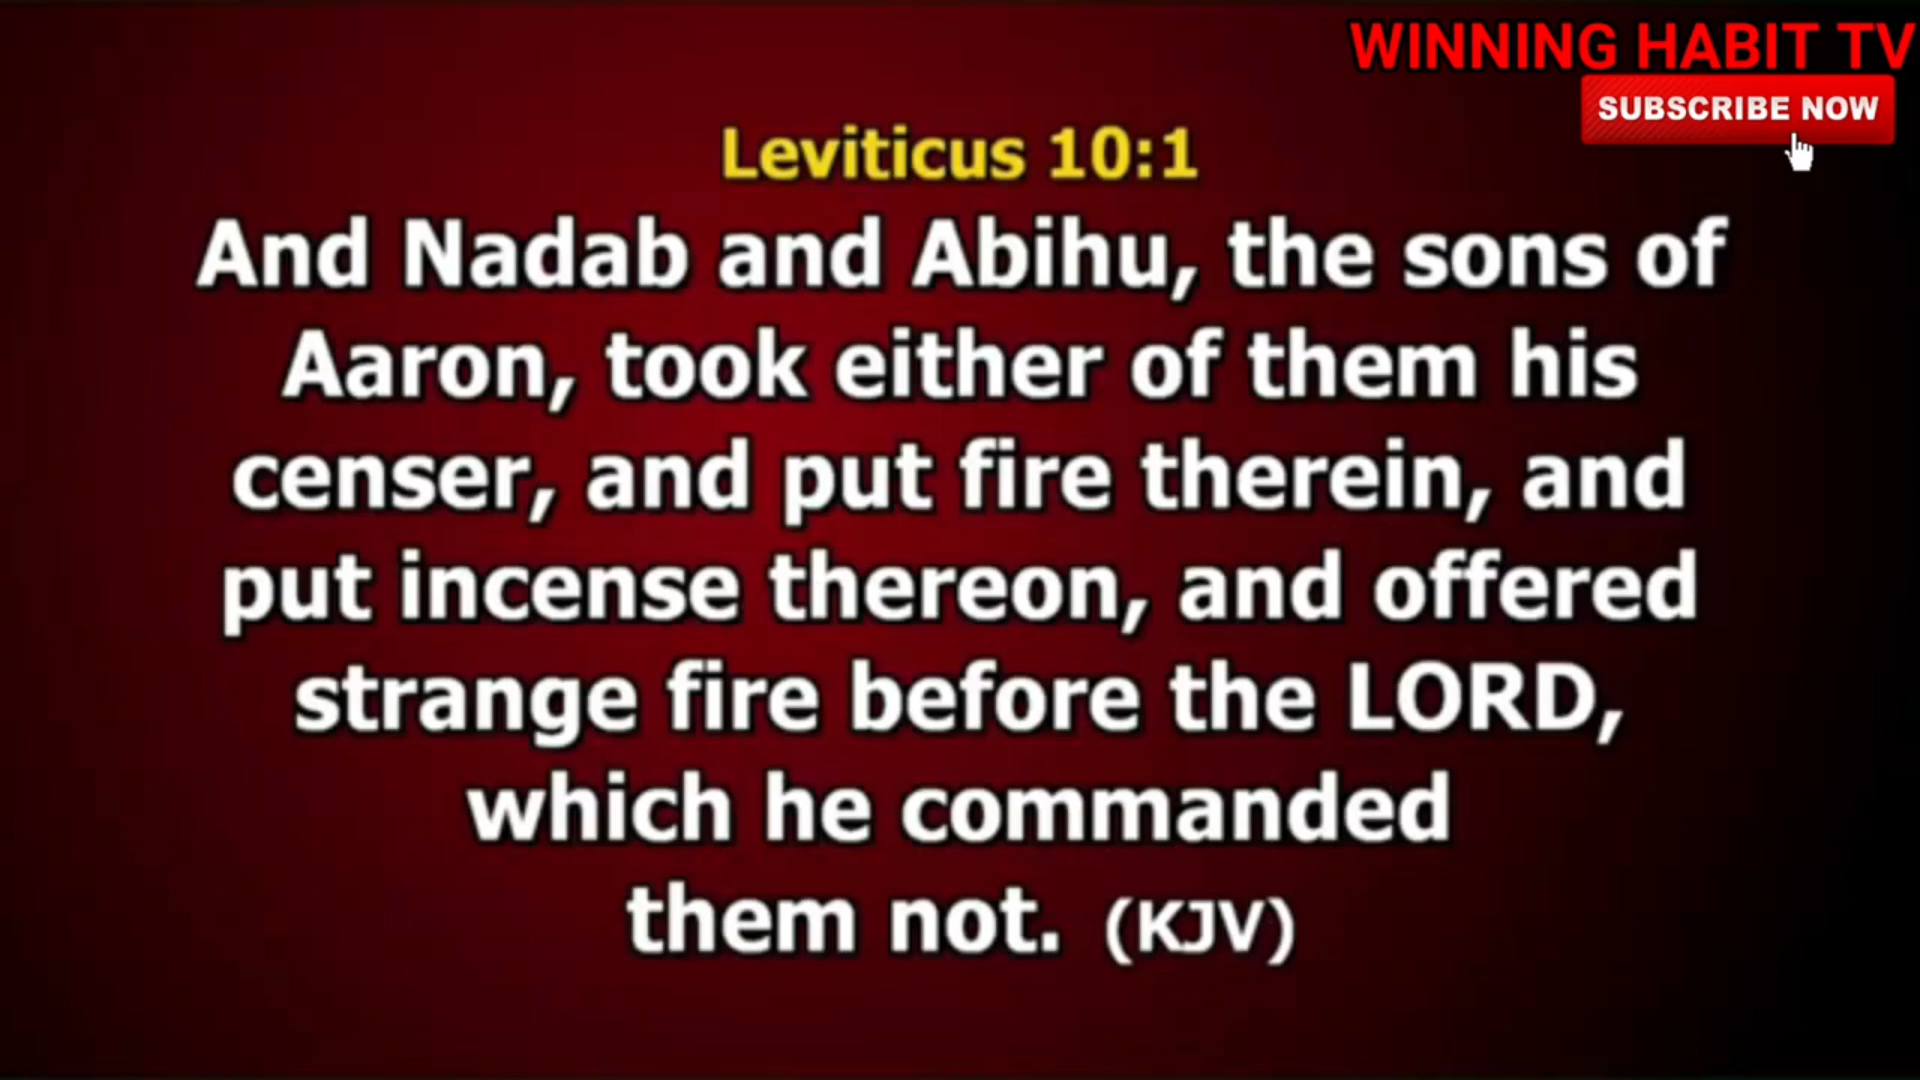 WINNING HABIT TV
SUBSCRIBE NOW
Leviticus 10:1
And Nadab and Abihu, the sons of
Aaron, took either of them his
censer, and put fire therein, and
put incense thereon, and offered
strange fire before the LORD,
which he commanded
them not. (KJV)